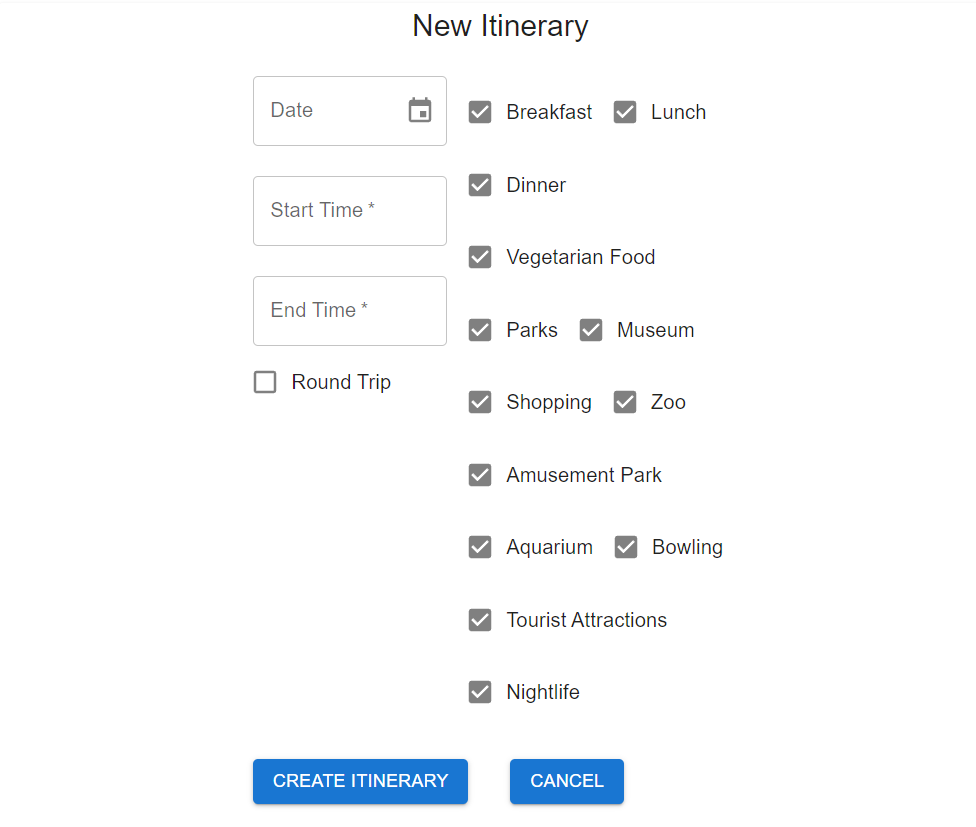 New Itinerary
Date
Start Time *
End Time *
Round Trip
Breakfast Lunch
Dinner
Vegetarian Food
Parks Museum
Shopping Zoo
Amusement Park
Aquarium Bowling
Tourist Attractions
Nightlife
CREATE ITINERARY CANCEL